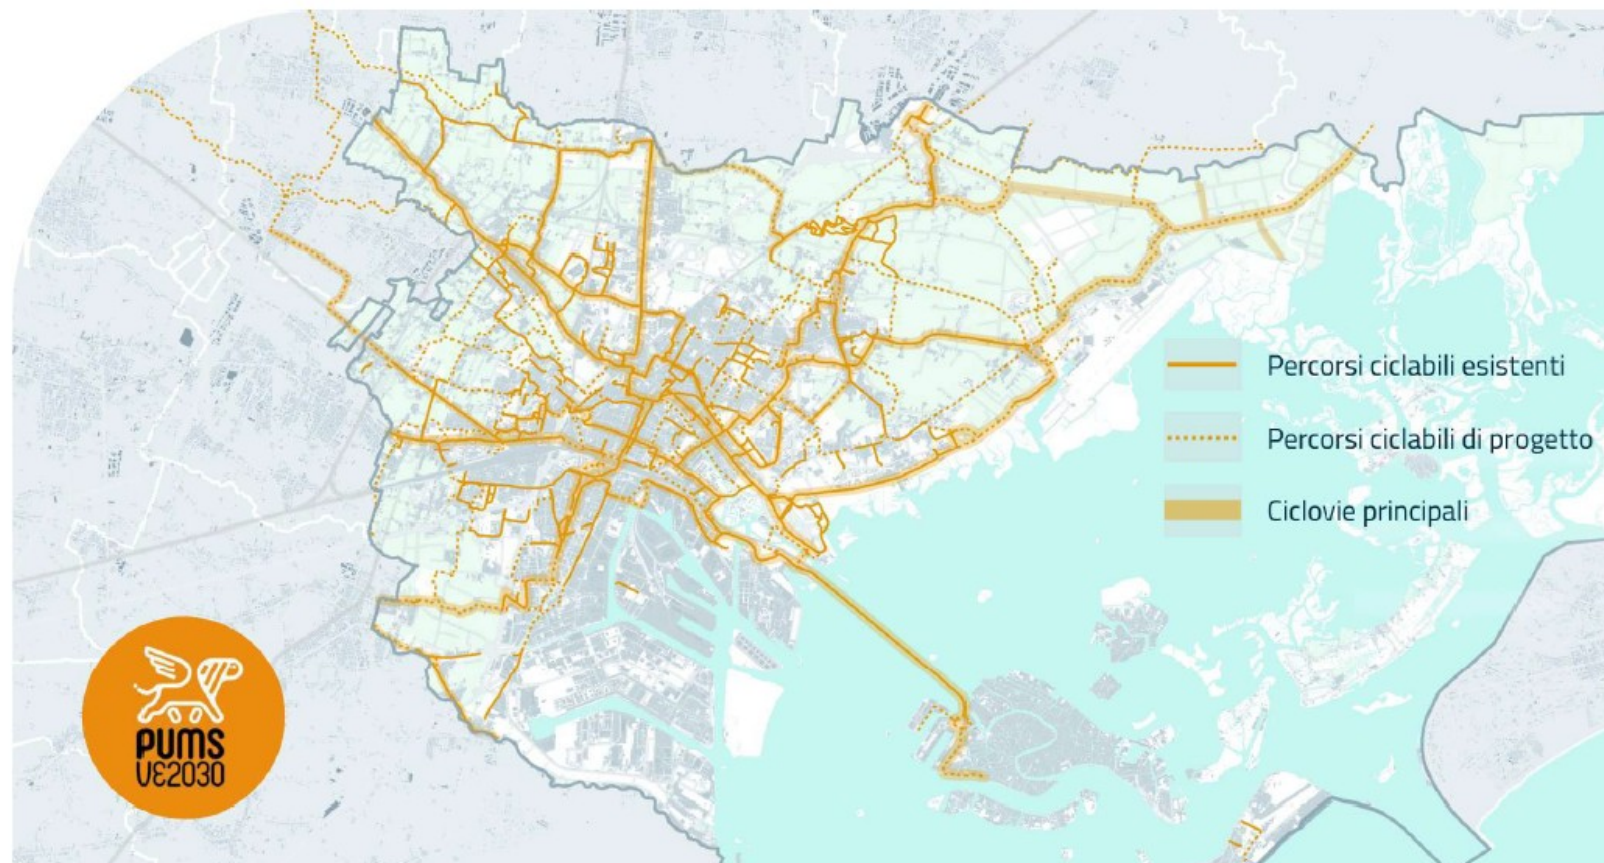 Percorsi ciclabili esistenti
Percorsi ciclabili di progetto
Ciclovie principali
PUMS
VE2030